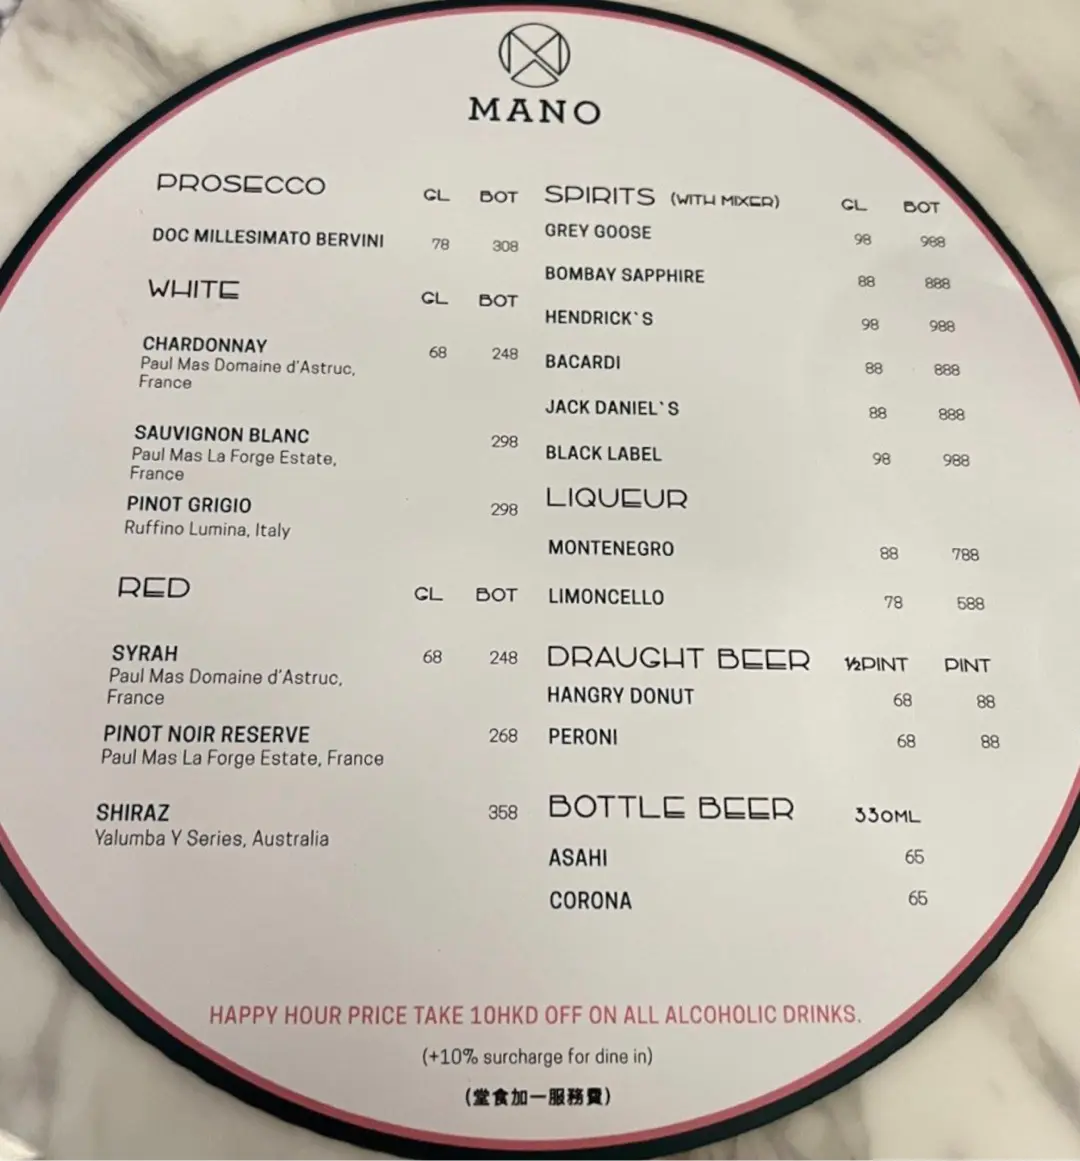 MANO
PROSECCO GL BOT
DOC MILLESIMATO BERVINI 78 308
WHITE GL BOT
CHARDONNAY 68 248
Paul Mas Domaine d'Astruc,
France
SAUVIGNON BLANC 298
Paul Mas La Forge Estate,
France
PINOT GRIGIO 298
Ruffino Lumina, Italy
RED GL BOT
SYRAH 68 248
Paul Mas Domaine d'Astruc,
France
PINOT NOIR RESERVE 268
Paul Mas La Forge Estate, France
SHIRAZ 358
Yalumba Y Series, Australia
SPIRITS (WITH MIXER) GL BOT
GREY GOOSE 98 988
BOMBAY SAPPHIRE 88 888
HENDRICK`S 98 988
BACARDI 88 888
JACK DANIEL`S 88 888
BLACK LABEL 98 988
LIQUEUR
MONTENEGRO 88 788
LIMONCELLO 78 588
DRAUGHT BEER ½PINT PINT
HANGRY DONUT 68 88
PERONI 68 88
BOTTLE BEER 330ML
ASAHI 65
CORONA 65
HAPPY HOUR PRICE TAKE 10HKD OFF ON ALL ALCOHOLIC DRINKS.
(+10% surcharge for dine in)
(堂食加一服務費)